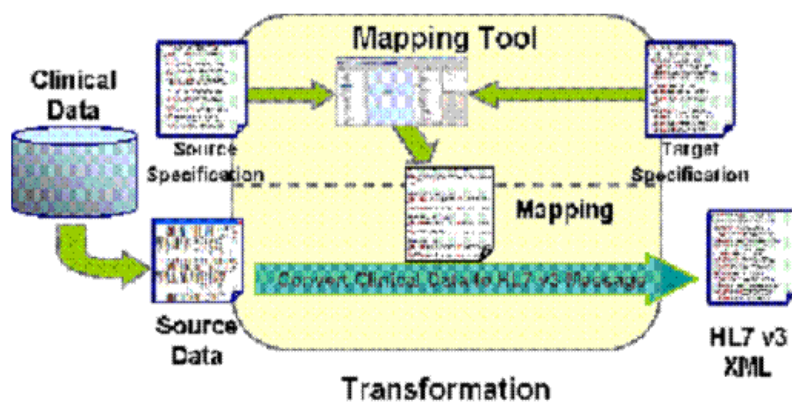 Mapping Tool
Clinical
Data
Source
Specification
Target
Specification
Mapping
Convert Clinical Data to HL7 v3 Message
Source
Data
HL7 v3
XML
Transformation